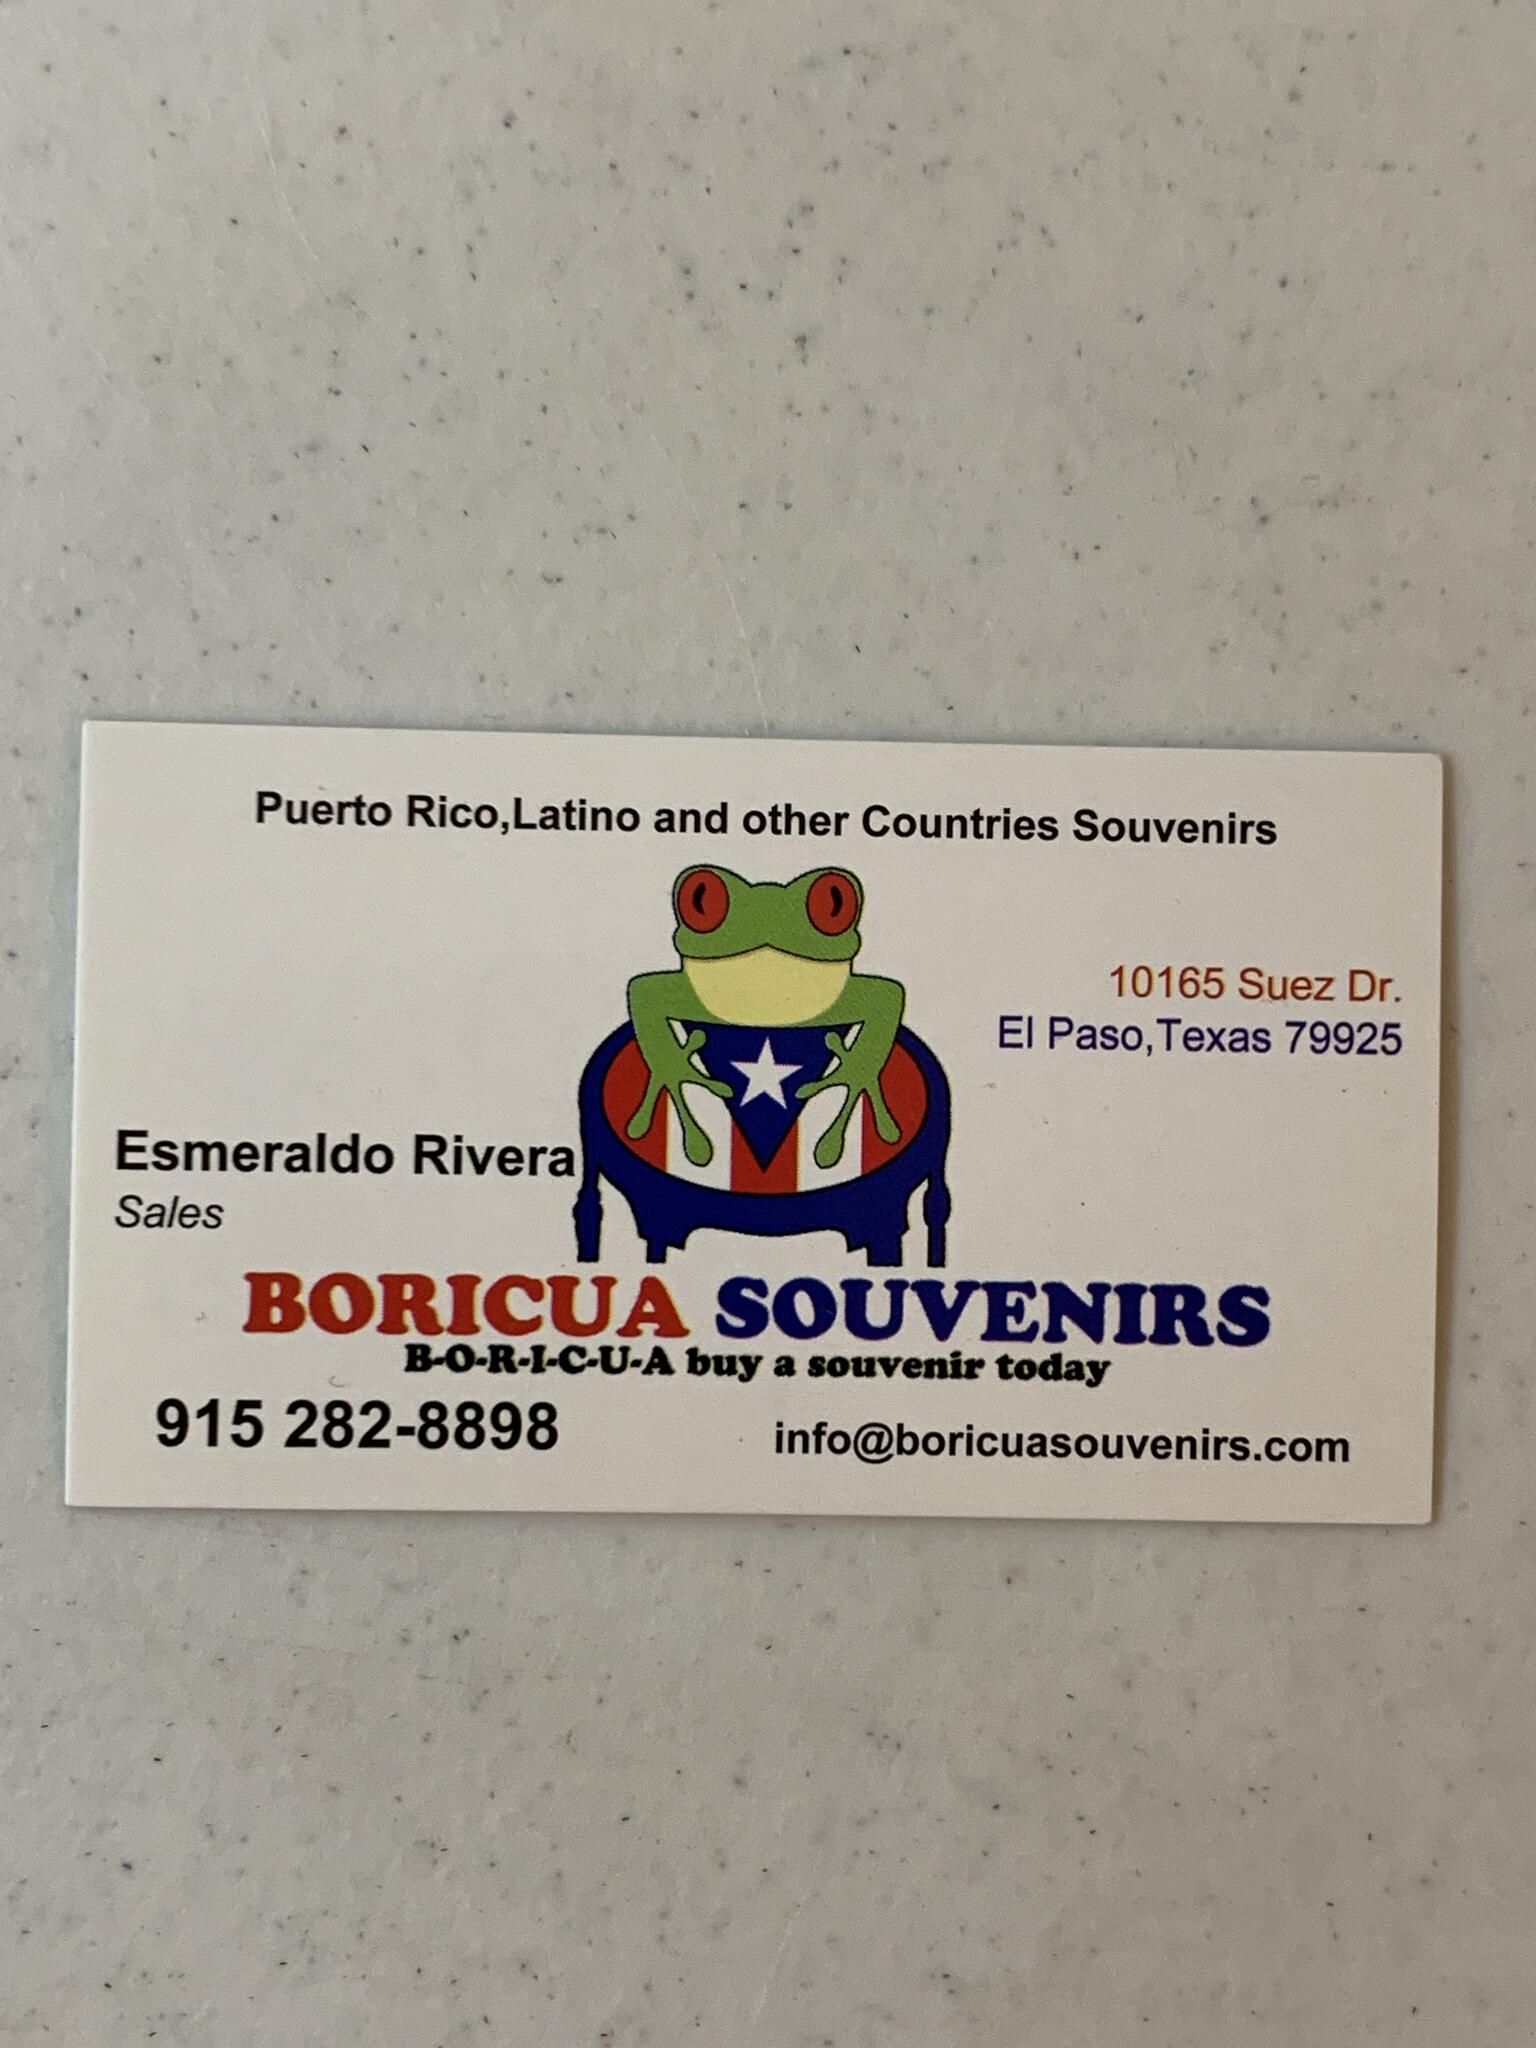 Puerto Rico,Latino and other Countries Souvenirs
10165 Suez Dr.
El Paso,Texas 79925
Esmeraldo Rivera
Sales
BORICUA SOUVENIRS
B-O-R-I-C-U-A buy a souvenir today
915 282-8898
info@boricuasouvenirs.com